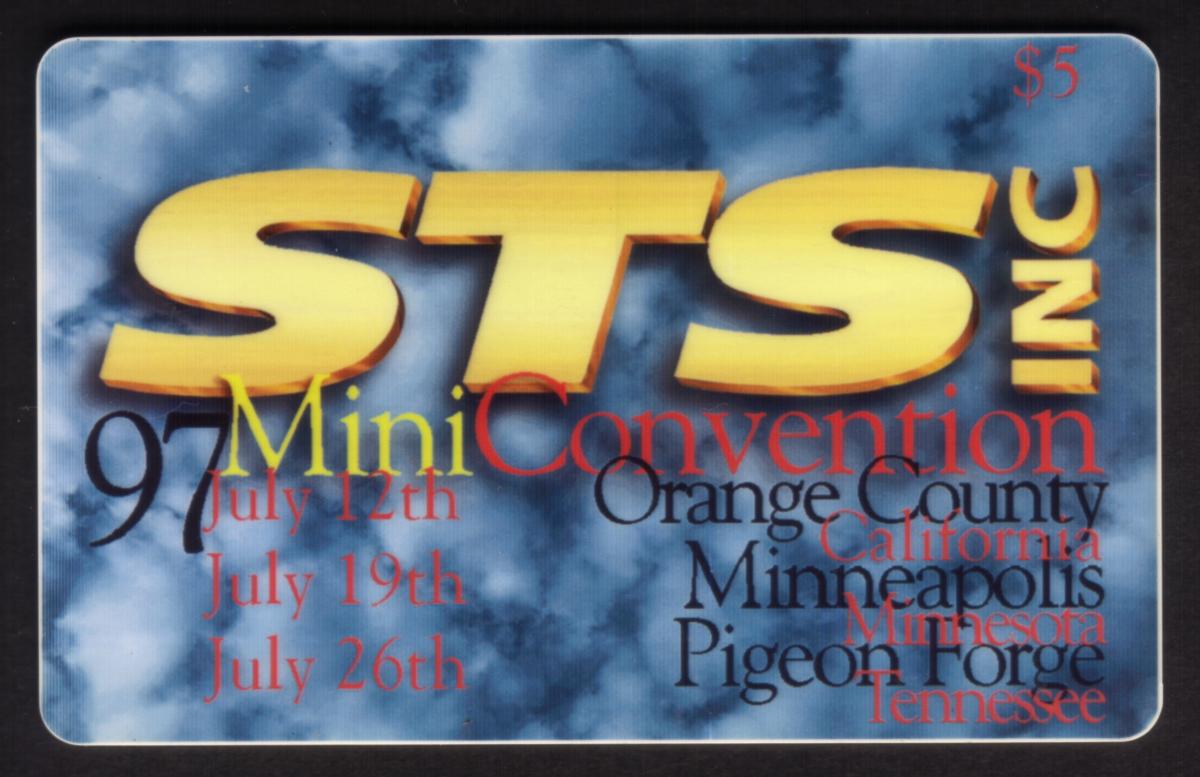 $5
STS INC
97 MiniConvention
July 12th Orange County
California
July 19th Minneapolis
Minnesota
July 26th Pigeon Forge
Tennessee